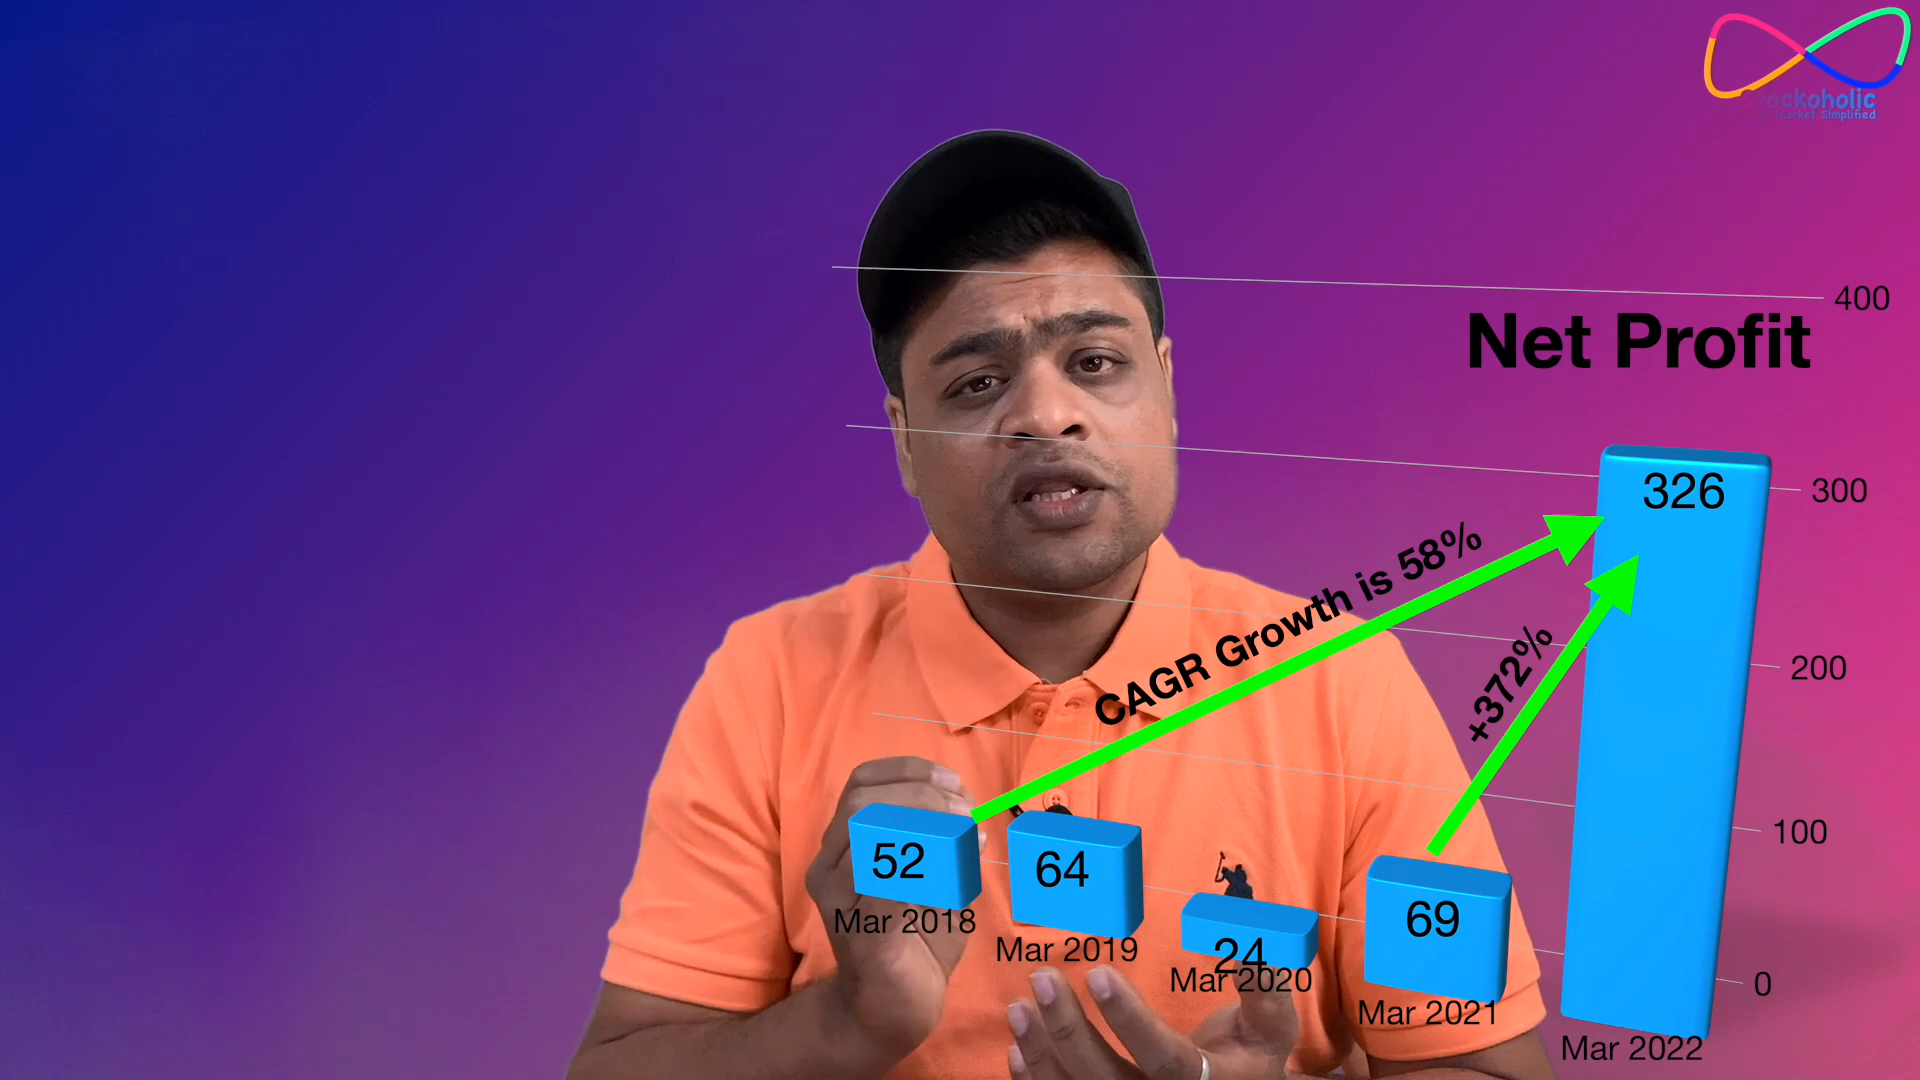 ockoholic
Market Simplified
400
Net Profit
326
300
CAGR Growth is 58%
+372%
200
100
52
64
24
69
0
Mar 2018
Mar 2019
Mar 2020
Mar 2021
Mar 2022